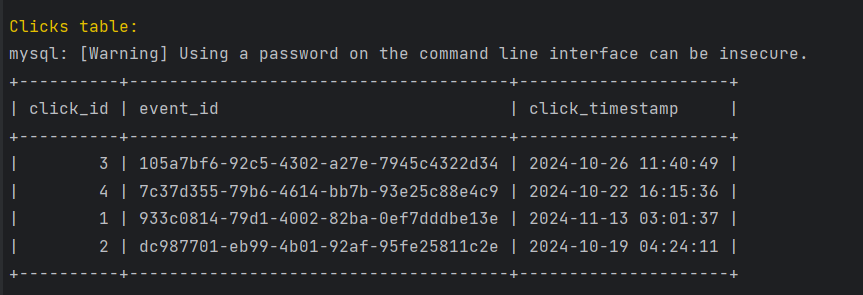 Clicks table:
mysql: [Warning] Using a password on the command line interface can be insecure.
+----------+--------------------------------------+---------------------+
| click_id | event_id                             | click_timestamp     |
+----------+--------------------------------------+---------------------+
|        3 | 105a7bf6-92c5-4302-a27e-7945c4322d34 | 2024-10-26 11:40:49 |
|        4 | 7c37d355-79b6-4614-bb7b-93e25c88e4c9 | 2024-10-22 16:15:36 |
|        1 | 933c0814-79d1-4002-82ba-0ef7dddbe13e | 2024-11-13 03:01:37 |
|        2 | dc987701-eb99-4b01-92af-95fe25811c2e | 2024-10-19 04:24:11 |
+----------+--------------------------------------+---------------------+